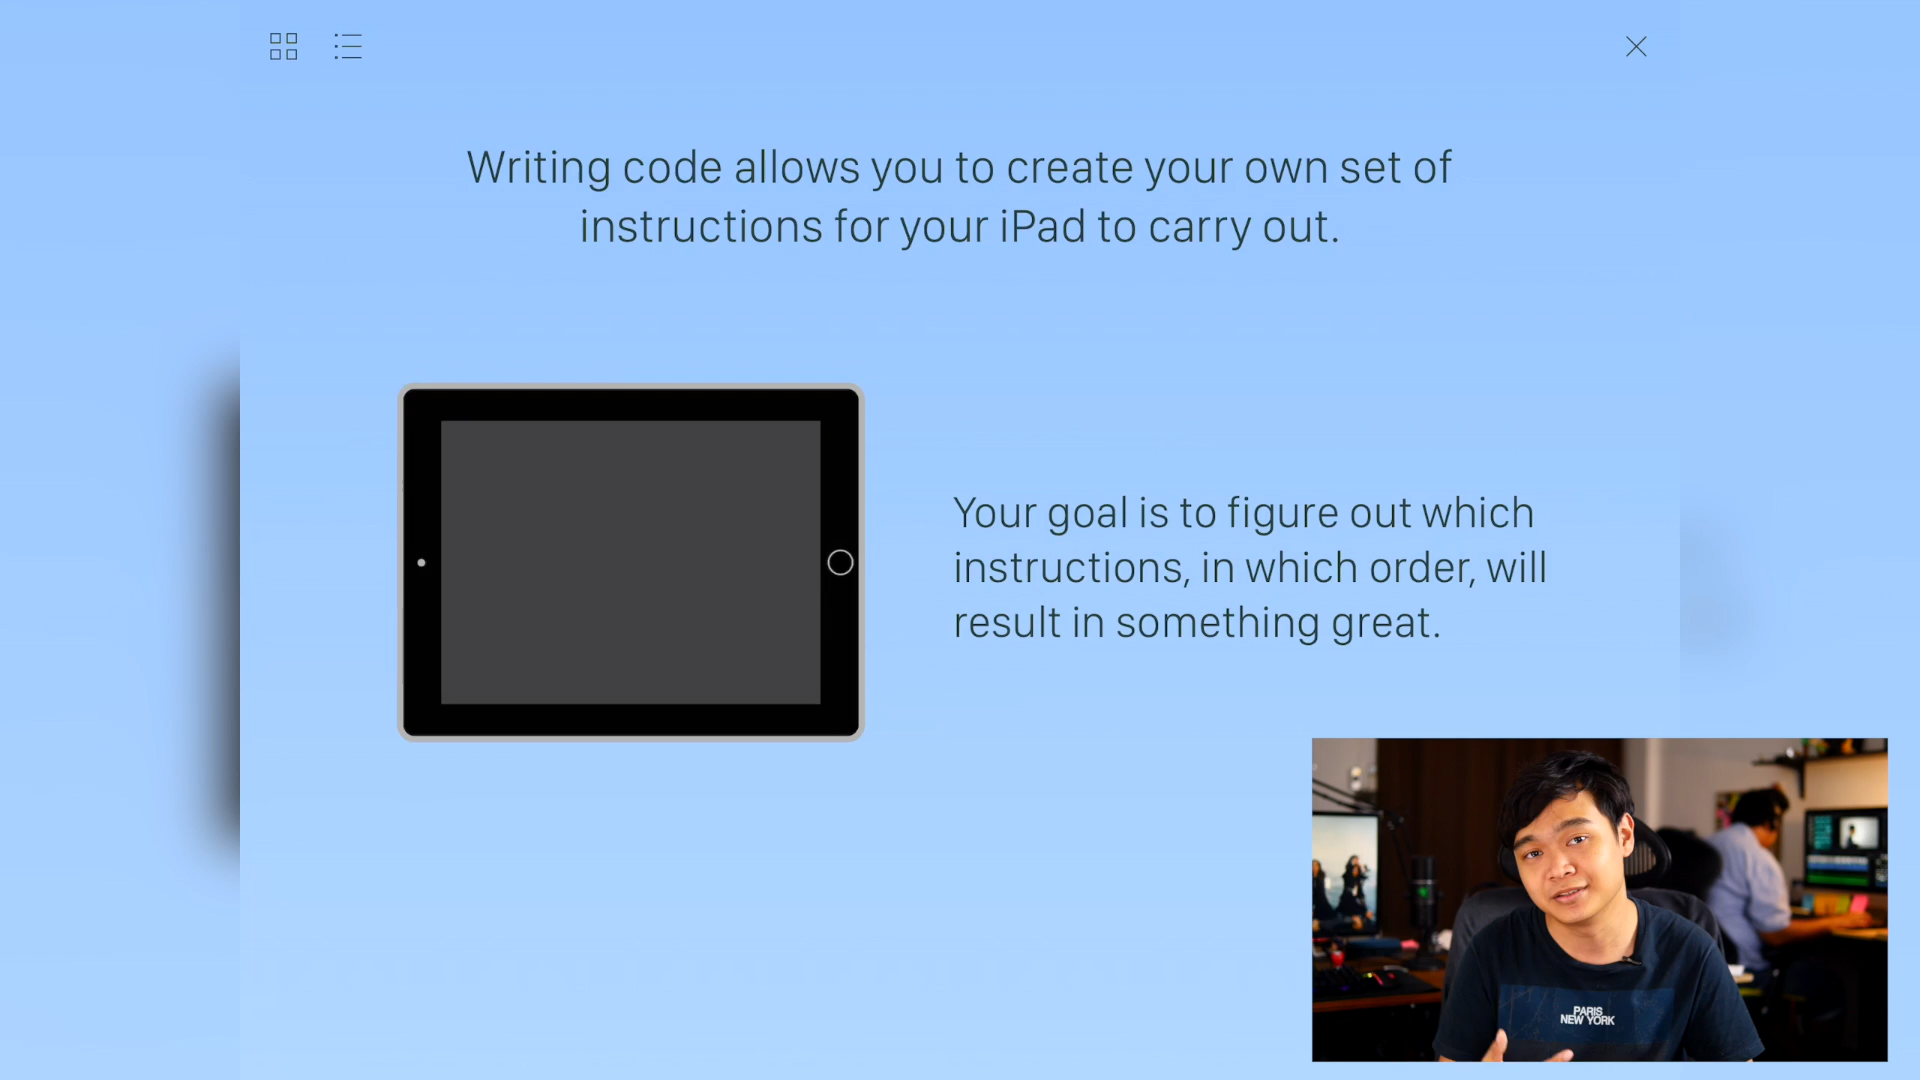 Writing code allows you to create your own set of
instructions for your iPad to carry out.
Your goal is to figure out which
instructions, in which order, will
result in something great.
PARIS
NEW YORK